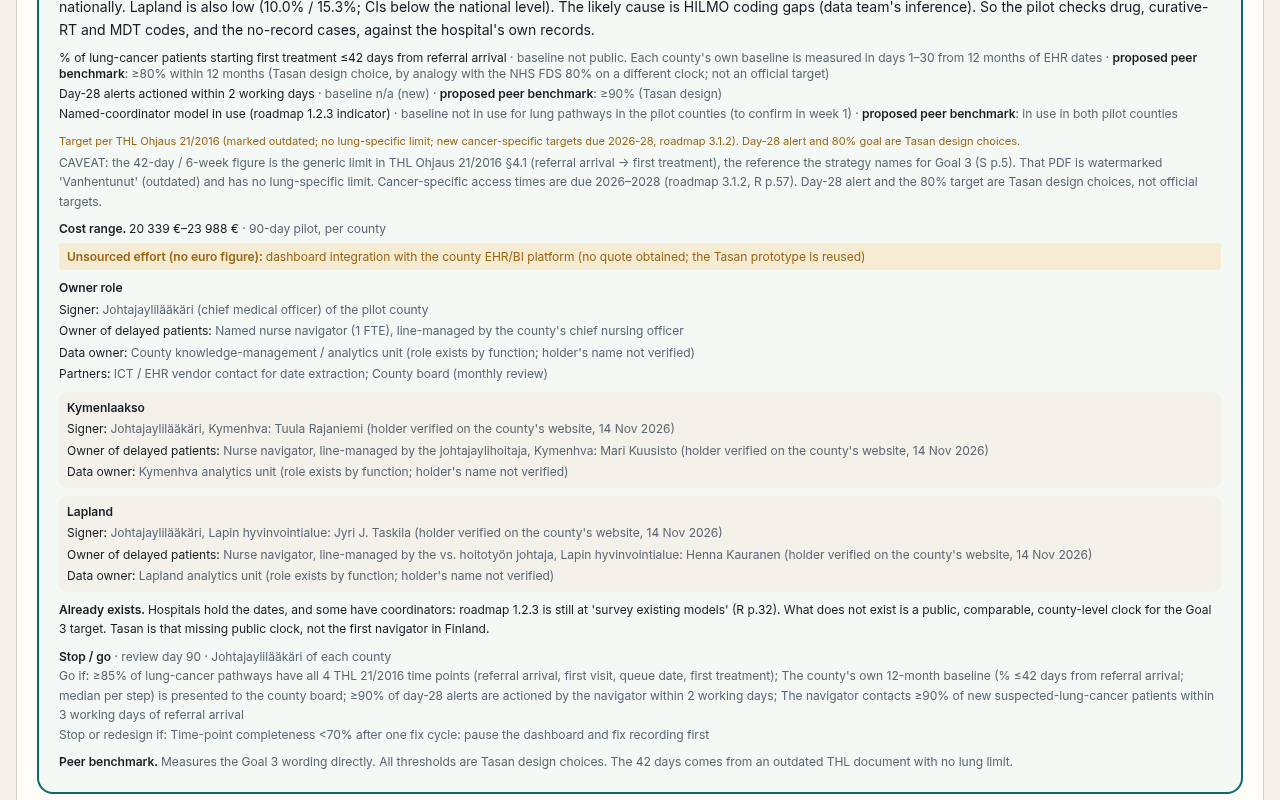 nationally. Lapland is also low (10.0% / 15.3%; CIs below the national level). The likely cause is HILMO coding gaps (data team's inference). So the pilot checks drug, curative-
RT and MDT codes, and the no-record cases, against the hospital's own records.
% of lung-cancer patients starting first treatment ≤42 days from referral arrival · baseline not public. Each county's own baseline is measured in days 1–30 from 12 months of EHR dates · proposed peer
benchmark: ≥80% within 12 months (Tasan design choice, by analogy with the NHS FDS 80% on a different clock; not an official target)
Day-28 alerts actioned within 2 working days · baseline n/a (new) · proposed peer benchmark: ≥90% (Tasan design)
Named-coordinator model in use (roadmap 1.2.3 indicator) · baseline not in use for lung pathways in the pilot counties (to confirm in week 1) · proposed peer benchmark: in use in both pilot counties
Target per THL Ohjaus 21/2016 (marked outdated; no lung-specific limit; new cancer-specific targets due 2026-28, roadmap 3.1.2). Day-28 alert and 80% goal are Tasan design choices.
CAVEAT: the 42-day / 6-week figure is the generic limit in THL Ohjaus 21/2016 §4.1 (referral arrival → first treatment), the reference the strategy names for Goal 3 (S p.5). That PDF is watermarked
'Vanhentunut' (outdated) and has no lung-specific limit. Cancer-specific access times are due 2026–2028 (roadmap 3.1.2, R p.57). Day-28 alert and the 80% target are Tasan design choices, not official
targets.
Cost range. 20 339 €–23 988 € · 90-day pilot, per county
Unsourced effort (no euro figure): dashboard integration with the county EHR/BI platform (no quote obtained; the Tasan prototype is reused)
Owner role
Signer: Johtajaylilääkäri (chief medical officer) of the pilot county
Owner of delayed patients: Named nurse navigator (1 FTE), line-managed by the county's chief nursing officer
Data owner: County knowledge-management / analytics unit (role exists by function; holder's name not verified)
Partners: ICT / EHR vendor contact for date extraction; County board (monthly review)
Kymenlaakso
Signer: Johtajaylilääkäri, Kymenhva: Tuula Rajaniemi (holder verified on the county's website, 14 Nov 2026)
Owner of delayed patients: Nurse navigator, line-managed by the johtajaylihoitaja, Kymenhva: Mari Kuusisto (holder verified on the county's website, 14 Nov 2026)
Data owner: Kymenhva analytics unit (role exists by function; holder's name not verified)
Lapland
Signer: Johtajaylilääkäri, Lapin hyvinvointialue: Jyri J. Taskila (holder verified on the county's website, 14 Nov 2026)
Owner of delayed patients: Nurse navigator, line-managed by the vs. hoitotyön johtaja, Lapin hyvinvointialue: Henna Kauranen (holder verified on the county's website, 14 Nov 2026)
Data owner: Lapland analytics unit (role exists by function; holder's name not verified)
Already exists. Hospitals hold the dates, and some have coordinators: roadmap 1.2.3 is still at 'survey existing models' (R p.32). What does not exist is a public, comparable, county-level clock for the Goal
3 target. Tasan is that missing public clock, not the first navigator in Finland.
Stop / go · review day 90 · Johtajaylilääkäri of each county
Go if: ≥85% of lung-cancer pathways have all 4 THL 21/2016 time points (referral arrival, first visit, queue date, first treatment); The county's own 12-month baseline (% ≤42 days from referral arrival;
median per step) is presented to the county board; ≥90% of day-28 alerts are actioned by the navigator within 2 working days; The navigator contacts ≥90% of new suspected-lung-cancer patients within
3 working days of referral arrival
Stop or redesign if: Time-point completeness <70% after one fix cycle: pause the dashboard and fix recording first
Peer benchmark. Measures the Goal 3 wording directly. All thresholds are Tasan design choices. The 42 days comes from an outdated THL document with no lung limit.